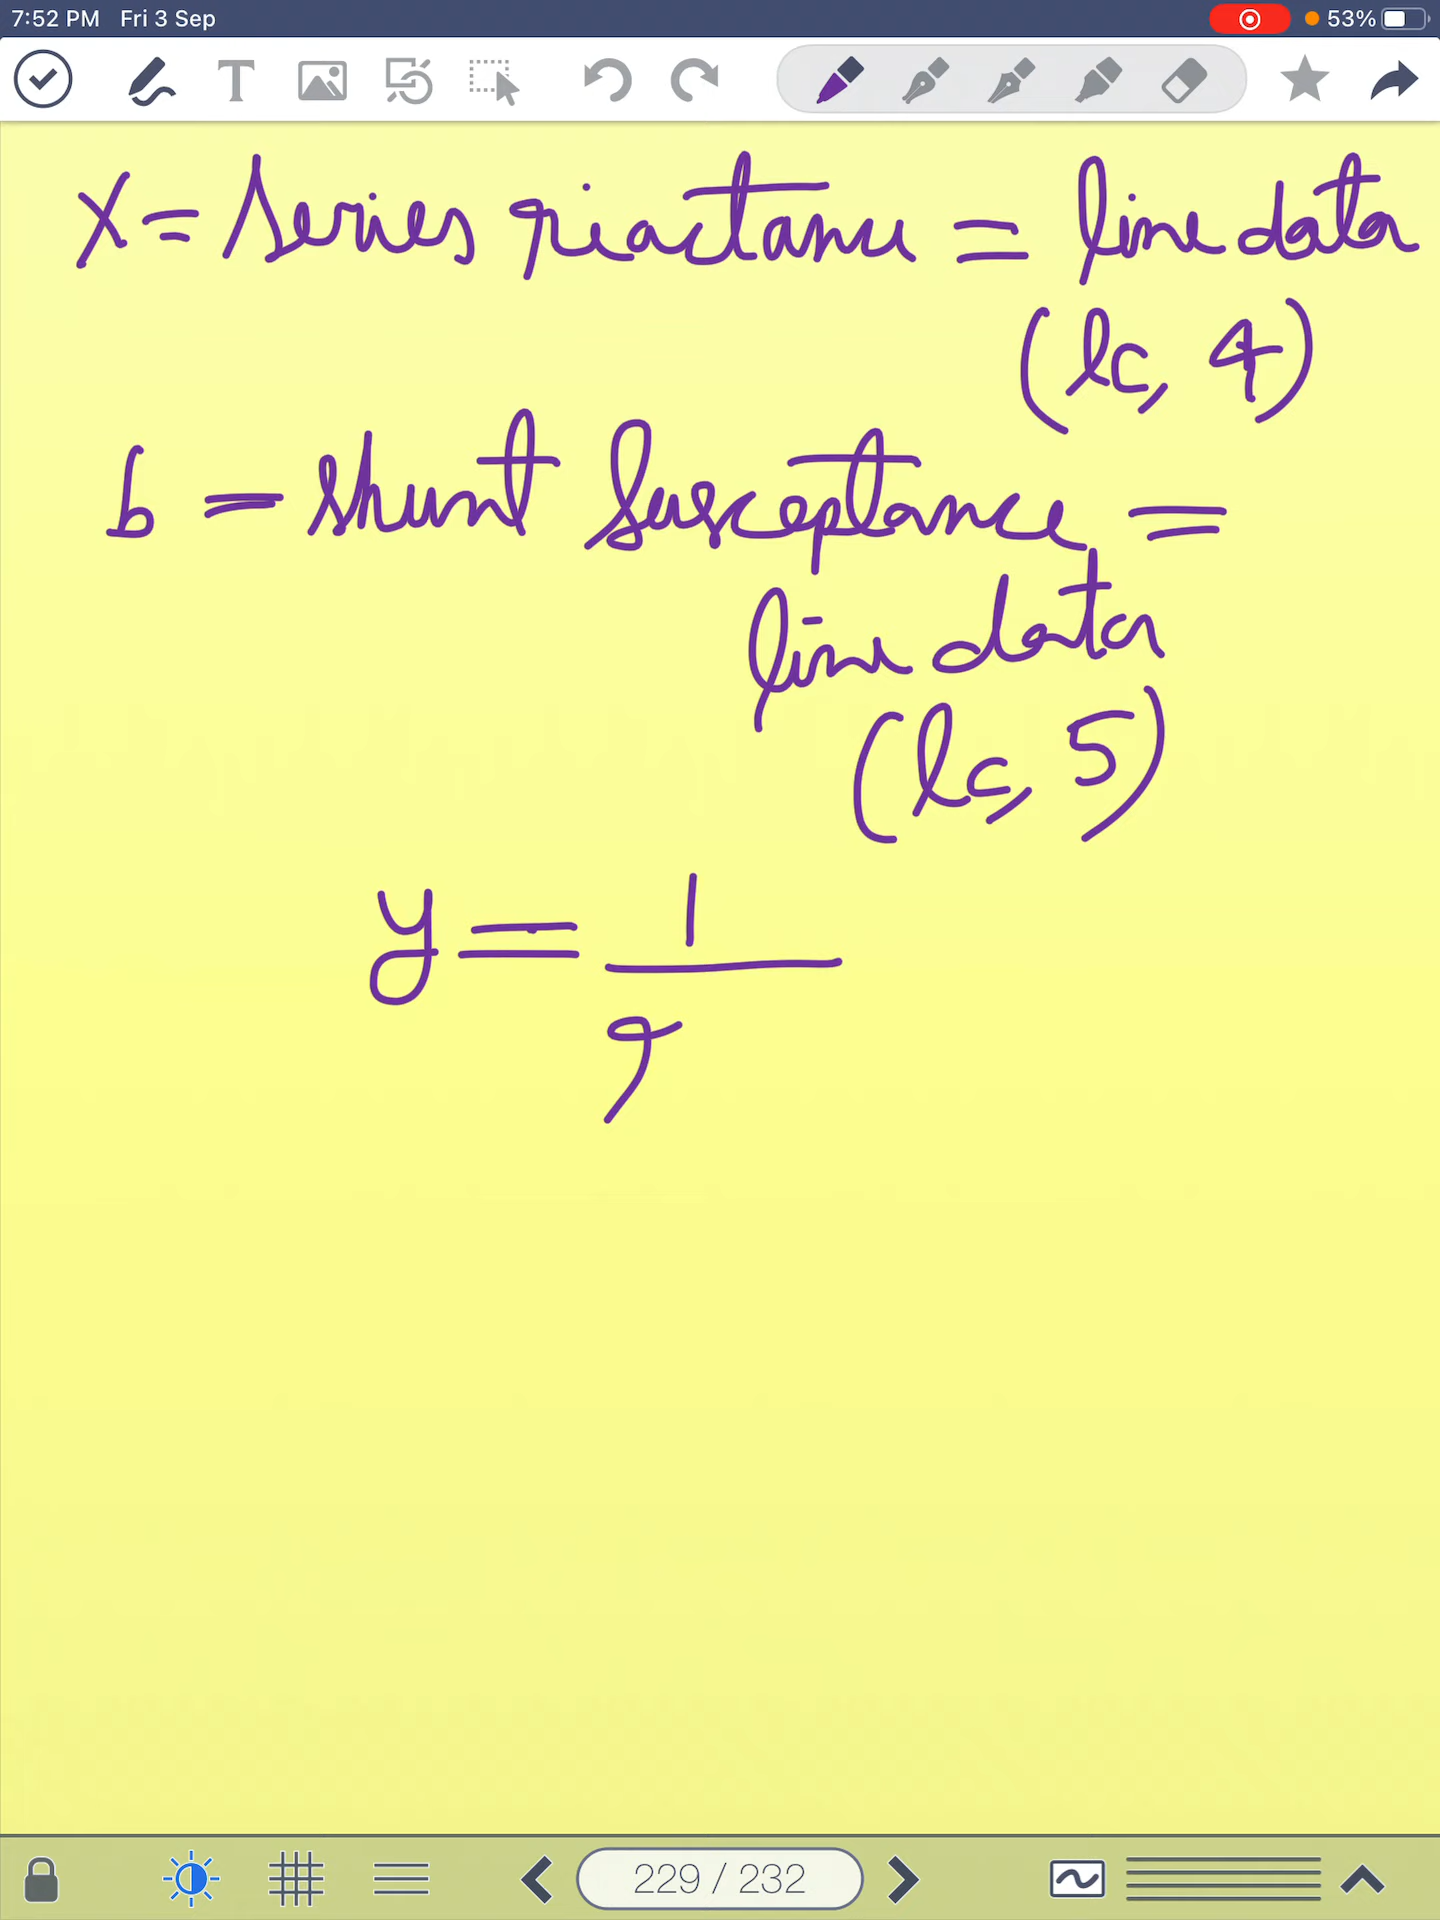 7:52 PM Fri 3 Sep 53%
T
X = Series reactance = line data
(lc, 4)
b = shunt Susceptance =
line data
(lc, 5)
y = 1
r
229 / 232